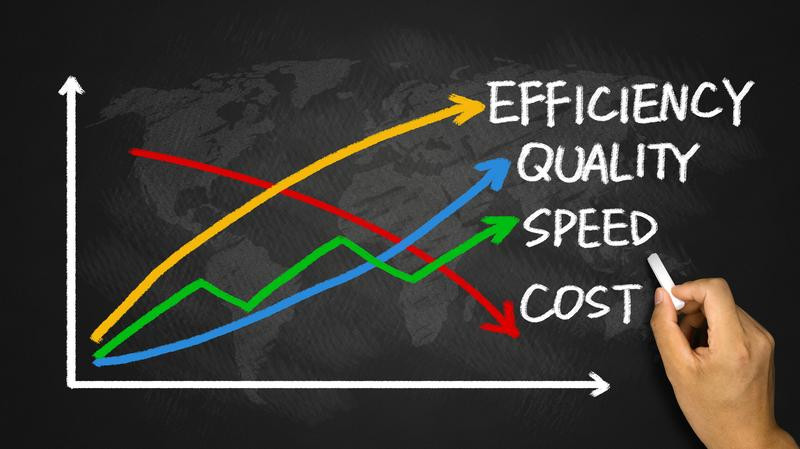 EFFICIENCY
QUALITY
SPEED
COST